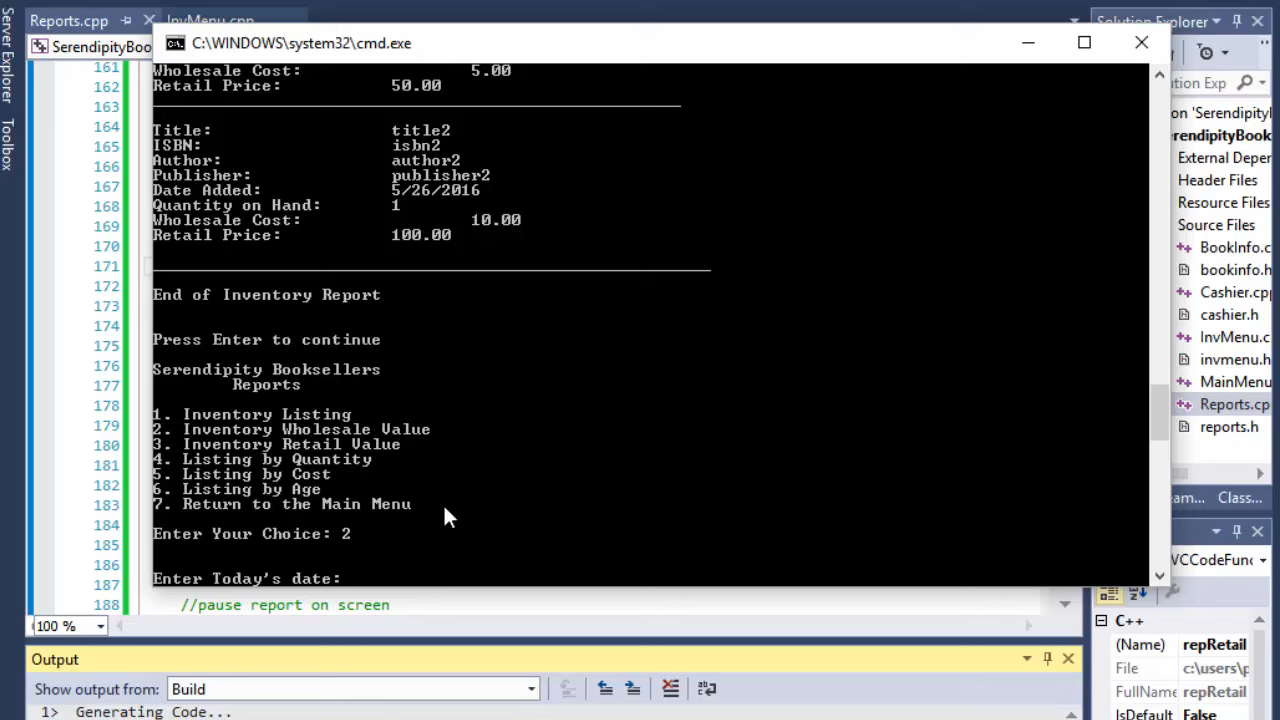 Reports.cpp
InvMenu.cpp
Solution Explorer
Server Explorer
Toolbox
SerendipityBoo
C:\WINDOWS\system32\cmd.exe
ution Exp
161
162
163
164
165
166
167
168
169
170
171
172
173
174
175
176
177
178
179
180
181
182
183
184
185
186
187
188
Wholesale Cost: 5.00
Retail Price: 50.00
Title: title2
ISBN: isbn2
Author: author2
Publisher: publisher2
Date Added: 5/26/2016
Quantity on Hand: 1
Wholesale Cost: 10.00
Retail Price: 100.00
End of Inventory Report
Press Enter to continue
Serendipity Booksellers
Reports
1. Inventory Listing
2. Inventory Wholesale Value
3. Inventory Retail Value
4. Listing by Quantity
5. Listing by Cost
6. Listing by Age
7. Return to the Main Menu
Enter Your Choice: 2
Enter Today's date:
//pause report on screen
on 'Serendipity
erendipityBook
External Depe
Header Files
Resource Files
Source Files
BookInfo.c
bookinfo.h
Cashier.cpp
cashier.h
InvMenu.c
invmenu.h
MainMenu
Reports.cp
reports.h
am... Class...
VCCodeFunc
C++
(Name) repRetail
File c:\users\p
FullName repRetail
IsDefault False
100 %
Output
Show output from: Build
1> Generating Code...